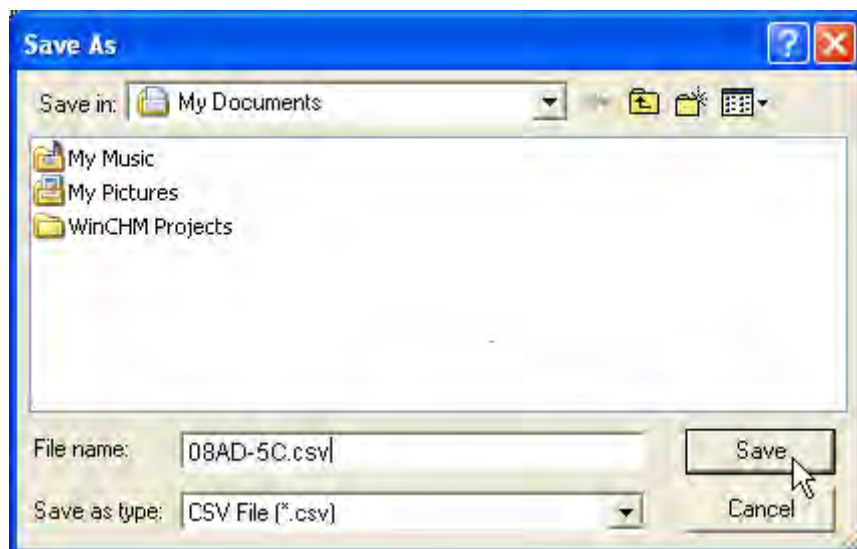 Save As
Save in: My Documents
My Music
My Pictures
WinCHM Projects
File name: 08AD-5C.csv Save
Save as type: CSV File (*.csv) Cancel